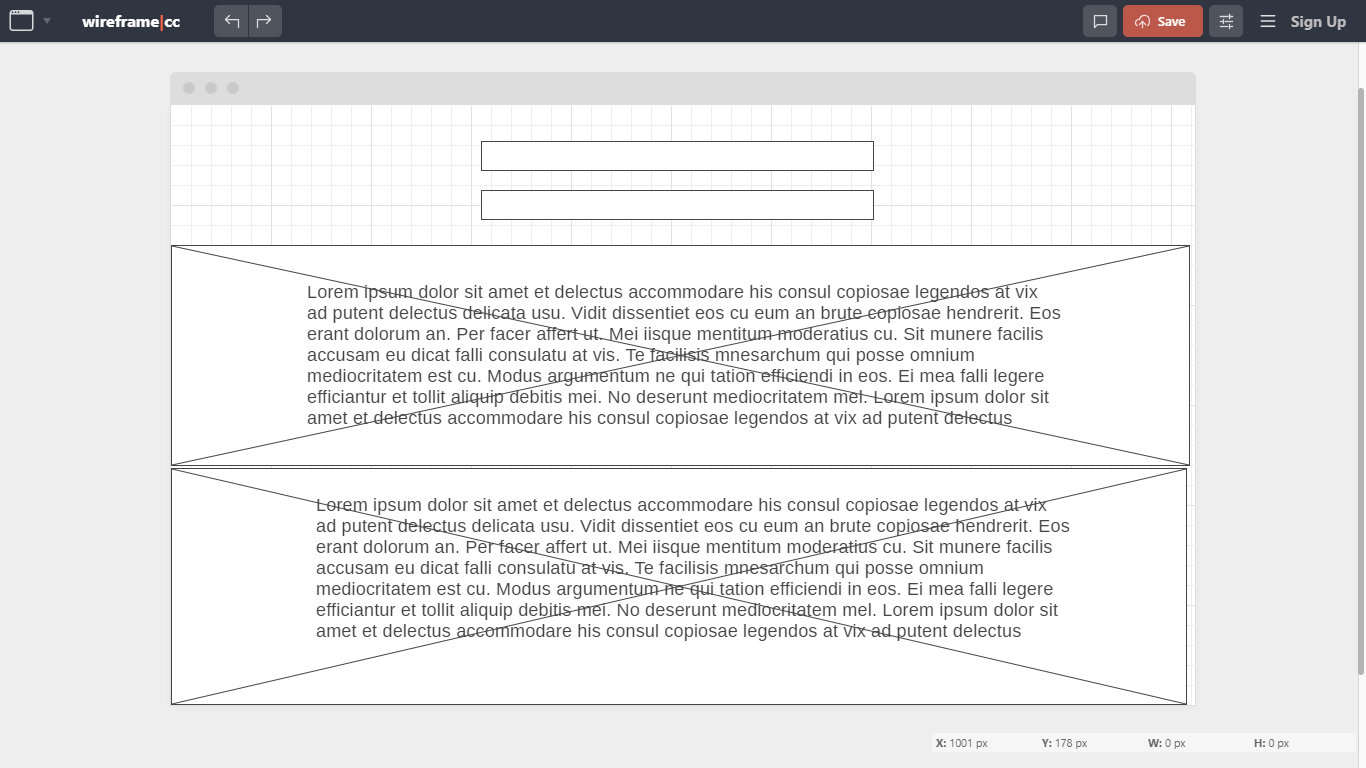 wireframe|cc
Save
Sign Up
Lorem ipsum dolor sit amet et delectus accommodare his consul copiosae legendos at vix
ad putent delectus delicata usu. Vidit dissentiet eos cu eum an brute copiosae hendrerit. Eos
erant dolorum an. Per facer affert ut. Mei iisque mentitum moderatius cu. Sit munere facilis
accusam eu dicat falli consulatu at vis. Te facilisis mnesarchum qui posse omnium
mediocritatem est cu. Modus argumentum ne qui tation efficiendi in eos. Ei mea falli legere
efficiantur et tollit aliquip debitis mei. No deserunt mediocritatem mel. Lorem ipsum dolor sit
amet et delectus accommodare his consul copiosae legendos at vix ad putent delectus
Lorem ipsum dolor sit amet et delectus accommodare his consul copiosae legendos at vix
ad putent delectus delicata usu. Vidit dissentiet eos cu eum an brute copiosae hendrerit. Eos
erant dolorum an. Per facer affert ut. Mei iisque mentitum moderatius cu. Sit munere facilis
accusam eu dicat falli consulatu at vis. Te facilisis mnesarchum qui posse omnium
mediocritatem est cu. Modus argumentum ne qui tation efficiendi in eos. Ei mea falli legere
efficiantur et tollit aliquip debitis mei. No deserunt mediocritatem mel. Lorem ipsum dolor sit
amet et delectus accommodare his consul copiosae legendos at vix ad putent delectus
X: 1001 px Y: 178 px W: 0 px H: 0 px